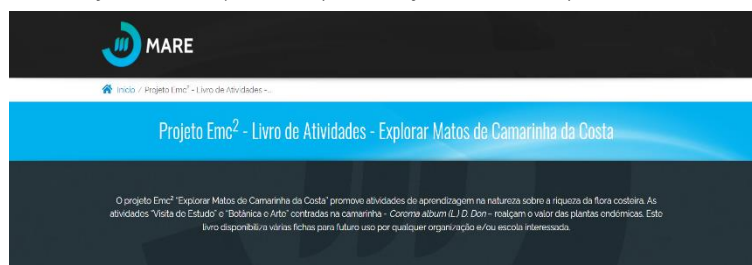 MARE
Início / Projeto Emc² - Livro de Atividades -...
Projeto Emc² - Livro de Atividades - Explorar Matos de Camarinha da Costa
O projeto Emc² "Explorar Matos de Camarinha da Costa" promove atividades de aprendizagem na natureza sobre a riqueza da flora costeira. As
atividades "Visita de Estudo" e "Botânica e Arte" centradas na camarinha - Corema album (L.) D. Don – realçam o valor das plantas endémicas. Este
livro disponibiliza várias fichas para futuro uso por qualquer organização e/ou escola interessada.